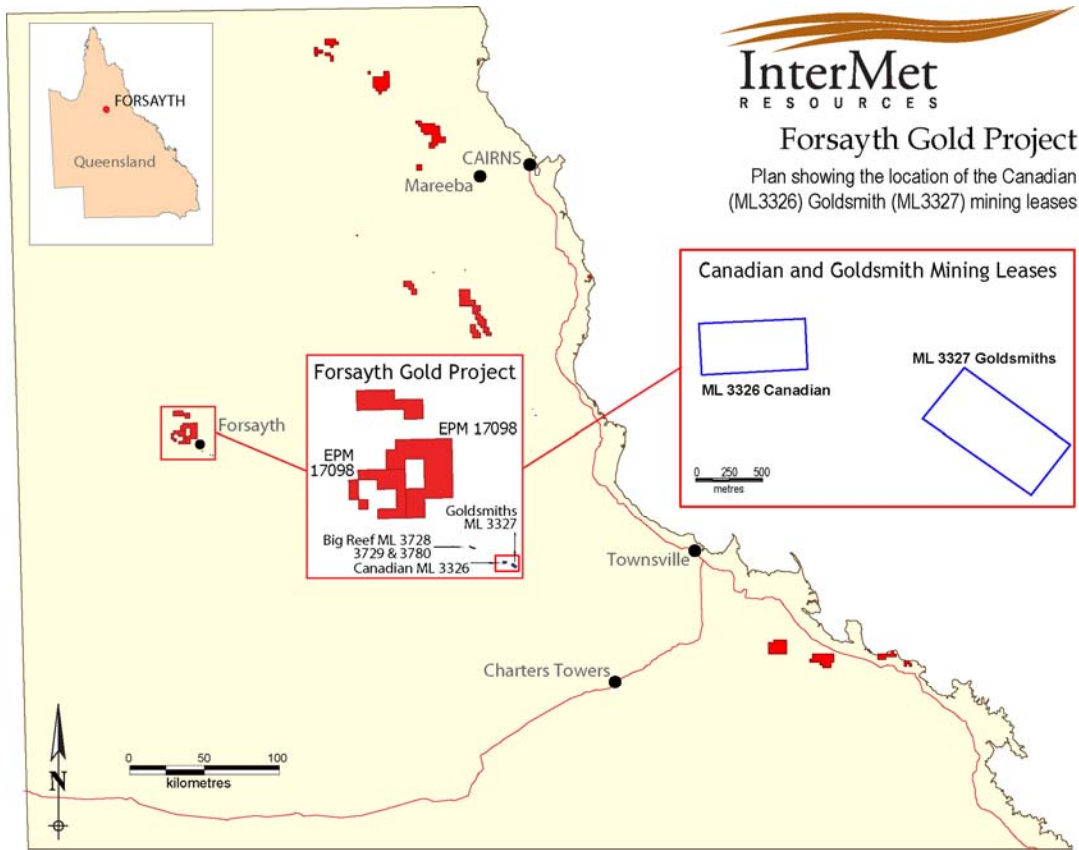 InterMet
RESOURCES
Forsayth Gold Project
Plan showing the location of the Canadian
(ML3326) Goldsmith (ML3327) mining leases
FORSAYTH
Queensland
CAIRNS
Mareeba
Canadian and Goldsmith Mining Leases
ML 3327 Goldsmiths
ML 3326 Canadian
0 250 500
metres
Forsayth
Forsayth Gold Project
EPM 17098
EPM
17098
Goldsmiths
ML 3327
Big Reef ML 3728
3729 & 3780
Canadian ML 3326
Townsville
Charters Towers
0 50 100
kilometres
N